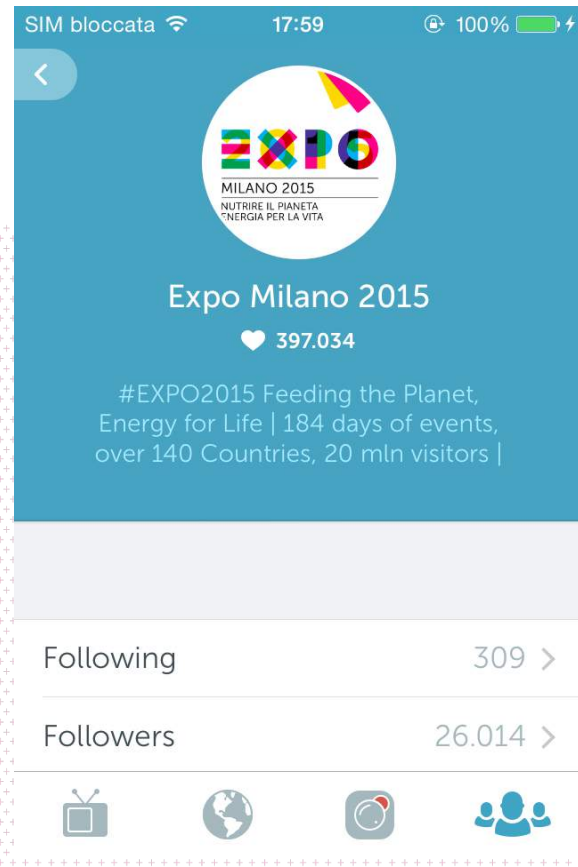 SIM bloccata 17:59 100%
EXPO
MILANO 2015
NUTRIRE IL PIANETA
ENERGIA PER LA VITA
Expo Milano 2015
397.034
#EXPO2015 Feeding the Planet,
Energy for Life | 184 days of events,
over 140 Countries, 20 mln visitors |
Following 309
Followers 26.014